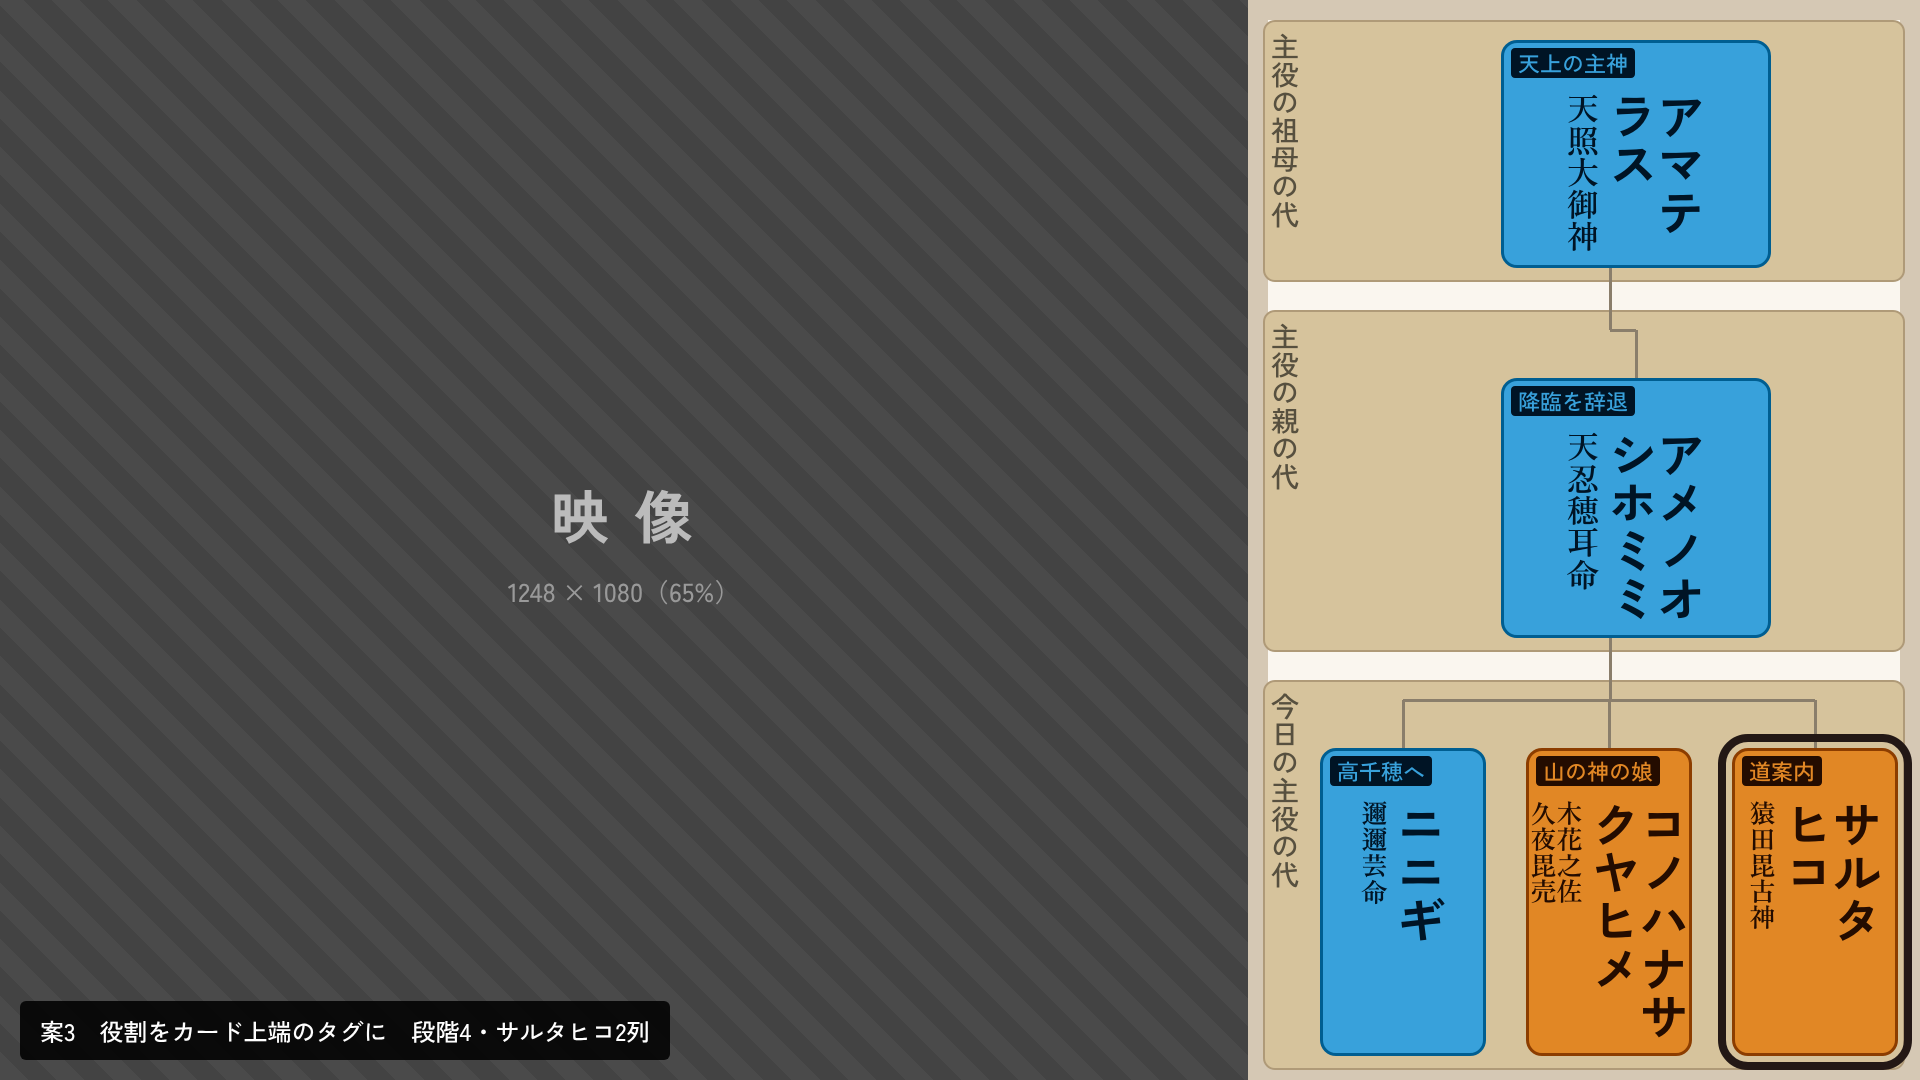 映像
1248 × 1080（65%）
案3　役割をカード上端のタグに　段階4・サルタヒコ2列
主役の祖母の代
天上の主神
アマテ
ラス
天照大御神
主役の親の代
降臨を辞退
アメノオ
シホミミ
天忍穂耳命
今日の主役の代
高千穂へ
ニニギ
邇邇芸命
山の神の娘
コノハナサ
クヤヒメ
木花之佐
久夜毘売
道案内
サルタ
ヒコ
猿田毘古神